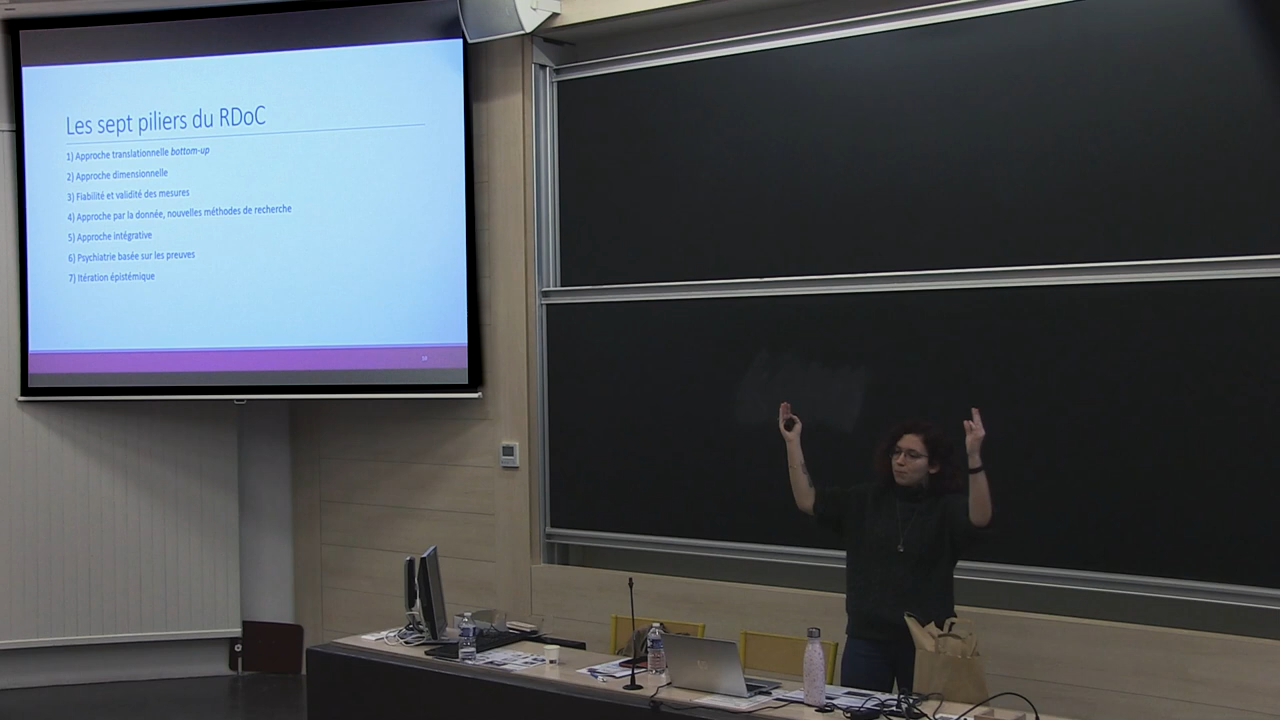 Les sept piliers du RDoC
1) Approche translationnelle bottom-up
2) Approche dimensionnelle
3) Fiabilité et validité des mesures
4) Approche par la donnée, nouvelles méthodes de recherche
5) Approche intégrative
6) Psychiatrie basée sur les preuves
7) Itération épistémique